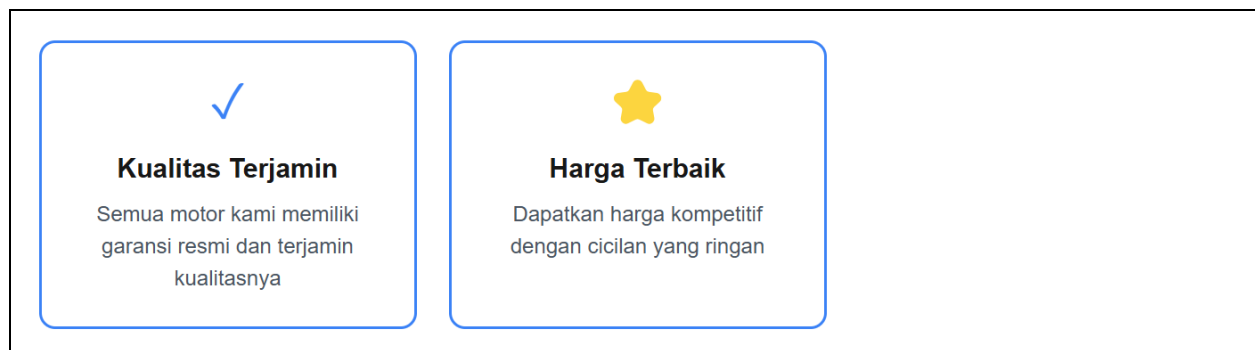 ✓
Kualitas Terjamin
Semua motor kami memiliki
garansi resmi dan terjamin
kualitasnya
Harga Terbaik
Dapatkan harga kompetitif
dengan cicilan yang ringan